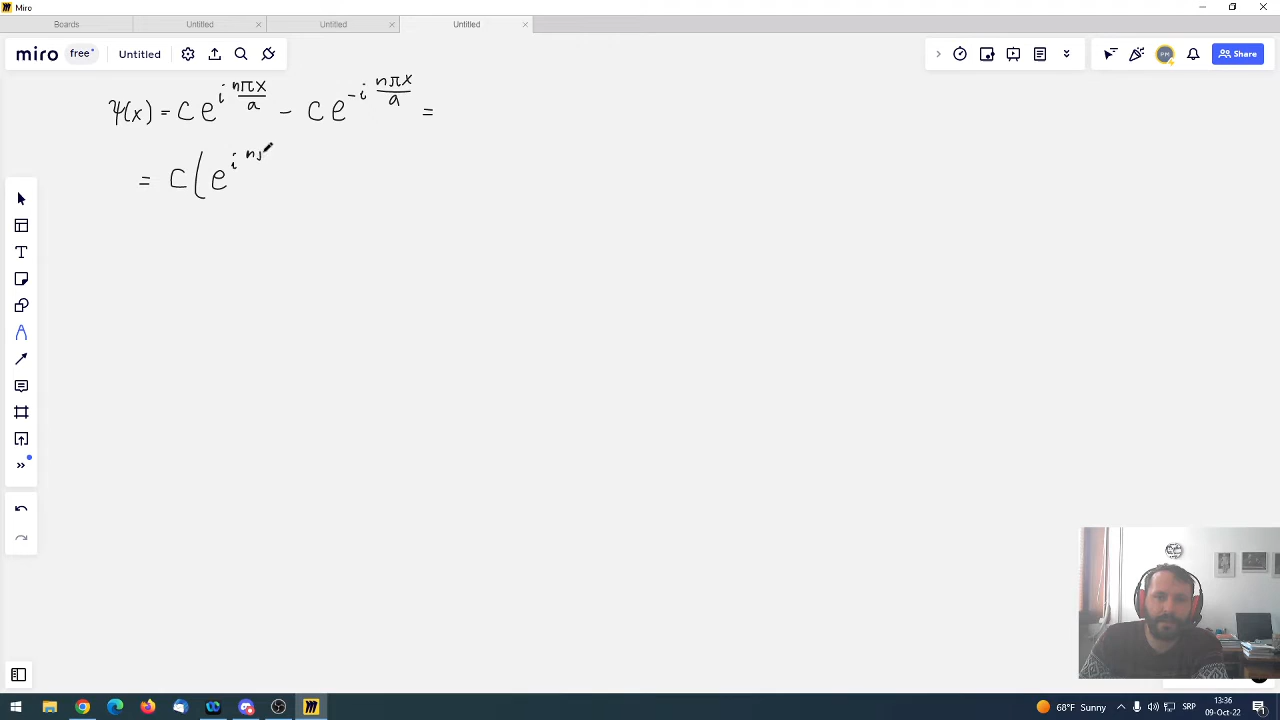 Miro
Boards Untitled Untitled Untitled
miro free Untitled Share
PM
ψ(x) = C e^{i nπx/a} - C e^{-i nπx/a} =
= C( e^{i n
68°F Sunny SRP 13:36
09-Oct-22